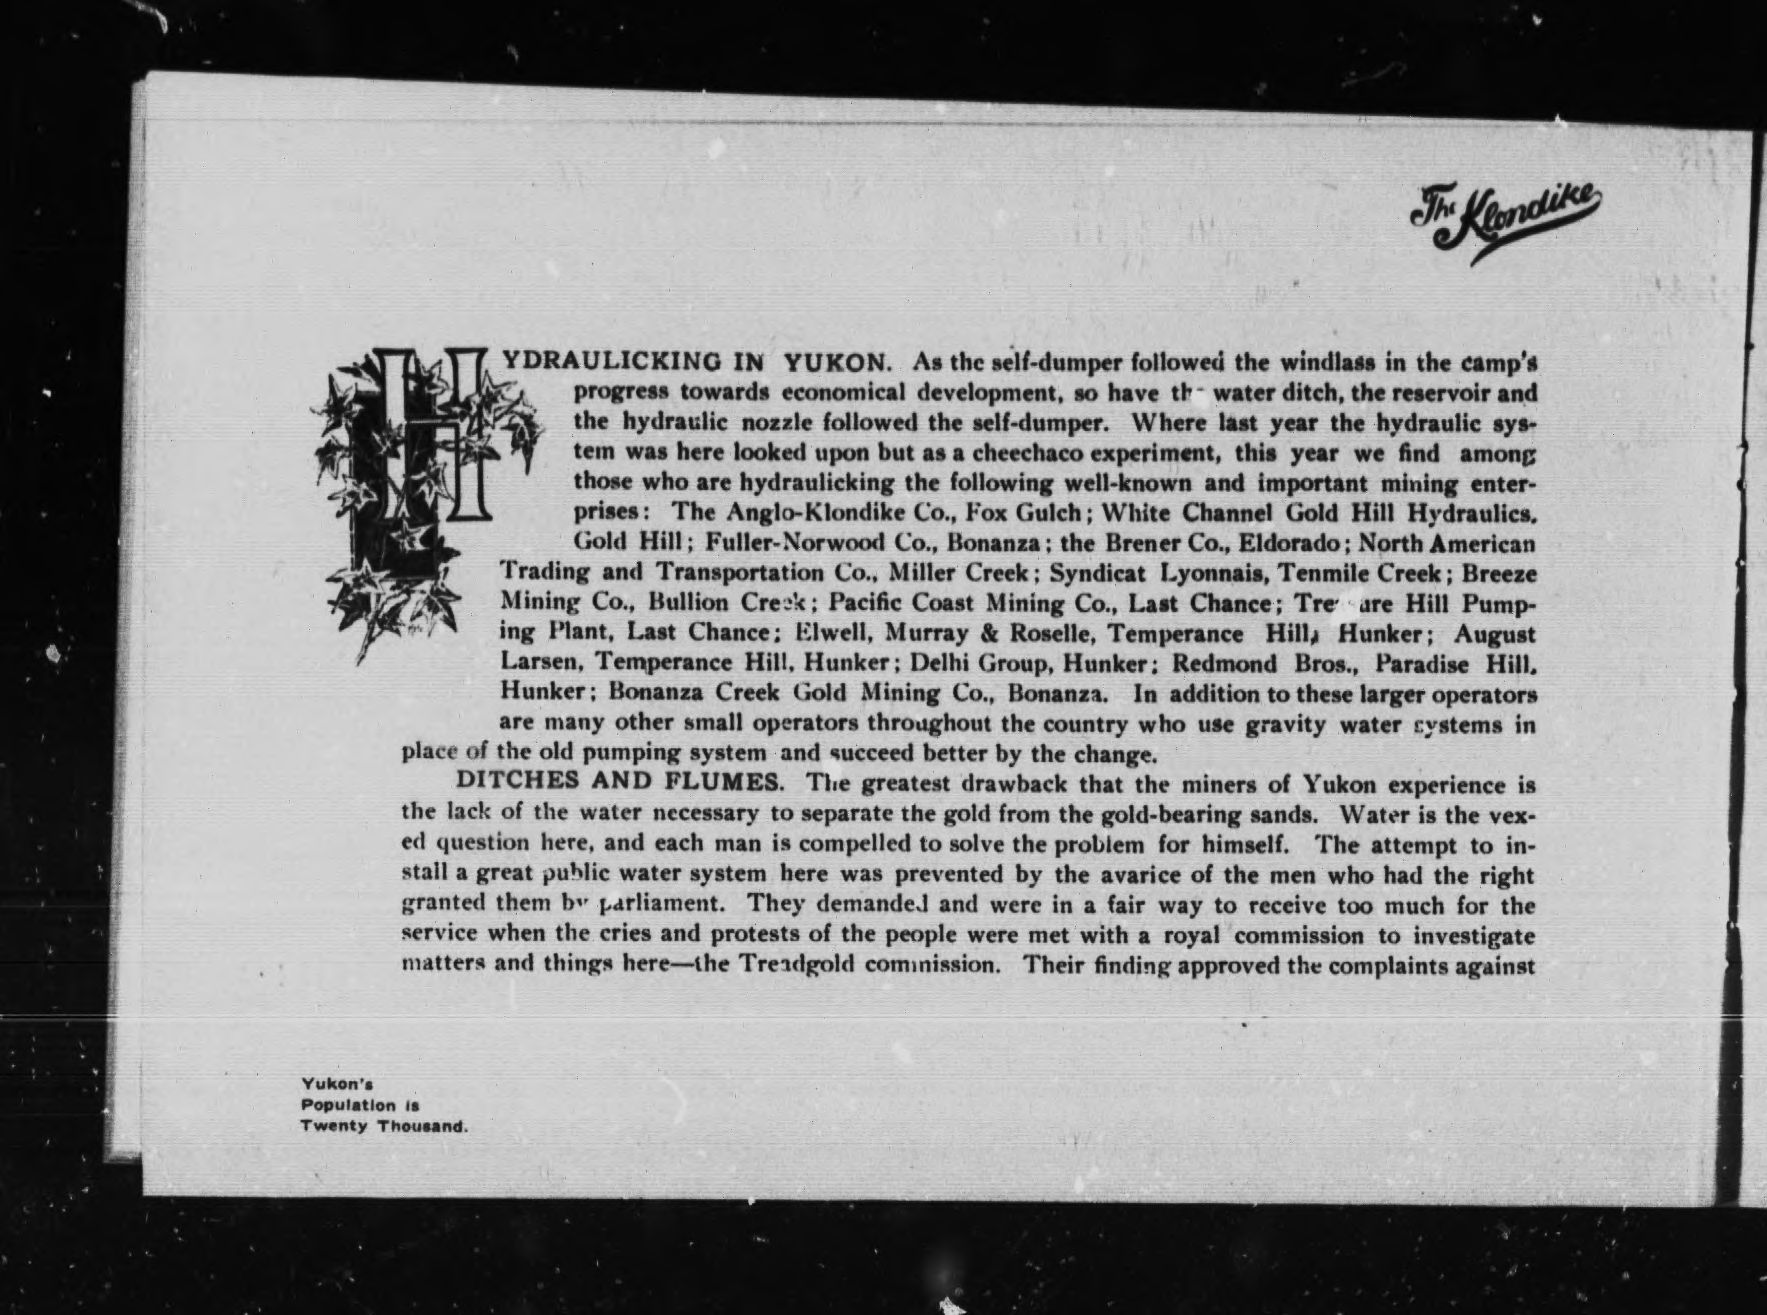 The Klondike
HYDRAULICKING IN YUKON. As the self-dumper followed the windlass in the camp's
progress towards economical development, so have water ditch, the reservoir and
the hydraulic nozzle followed the self-dumper. Where last year the hydraulic sys-
tem was here looked upon but as a cheechaco experiment, this year we find among
those who are hydraulicking the following well-known and important mining enter-
prises: The Anglo-Klondike Co., Fox Gulch; White Channel Gold Hill Hydraulics,
Gold Hill; Fuller-Norwood Co., Bonanza; the Brener Co., Eldorado; North American
Trading and Transportation Co., Miller Creek; Syndicat Lyonnais, Tenmile Creek; Breeze
Mining Co., Bullion Creek; Pacific Coast Mining Co., Last Chance; Hill Pump-
ing Plant, Last Chance; Elwell, Murray & Roselle, Temperance Hill, Hunker; August
Larsen, Temperance Hill, Hunker; Delhi Group, Hunker; Redmond Bros., Paradise Hill,
Hunker; Bonanza Creek Gold Mining Co., Bonanza. In addition to these larger operators
are many other small operators throughout the country who use gravity water systems in
place of the old pumping system and succeed better by the change.
DITCHES AND FLUMES. The greatest drawback that the miners of Yukon experience is
the lack of the water necessary to separate the gold from the gold-bearing sands. Water is the vex-
ed question here, and each man is compelled to solve the problem for himself. The attempt to in-
stall a great public water system here was prevented by the avarice of the men who had the right
granted them by parliament. They demanded and were in a fair way to receive too much for the
service when the cries and protests of the people were met with a royal commission to investigate
matters and things here—the Treadgold commission. Their finding approved the complaints against
Yukon's
Population is
Twenty Thousand.